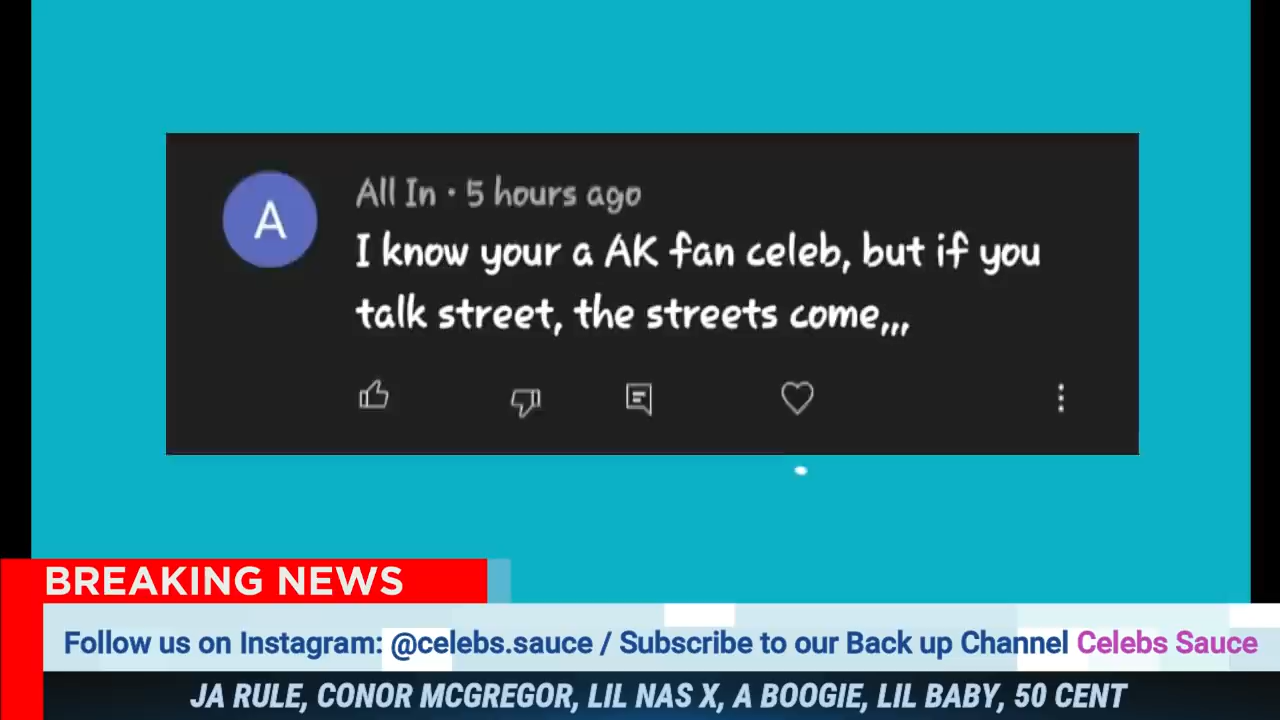 A
All In • 5 hours ago
I know your a AK fan celeb, but if you
talk street, the streets come,,,
BREAKING NEWS
Follow us on Instagram: @celebs.sauce / Subscribe to our Back up Channel Celebs Sauce
JA RULE, CONOR MCGREGOR, LIL NAS X, A BOOGIE, LIL BABY, 50 CENT